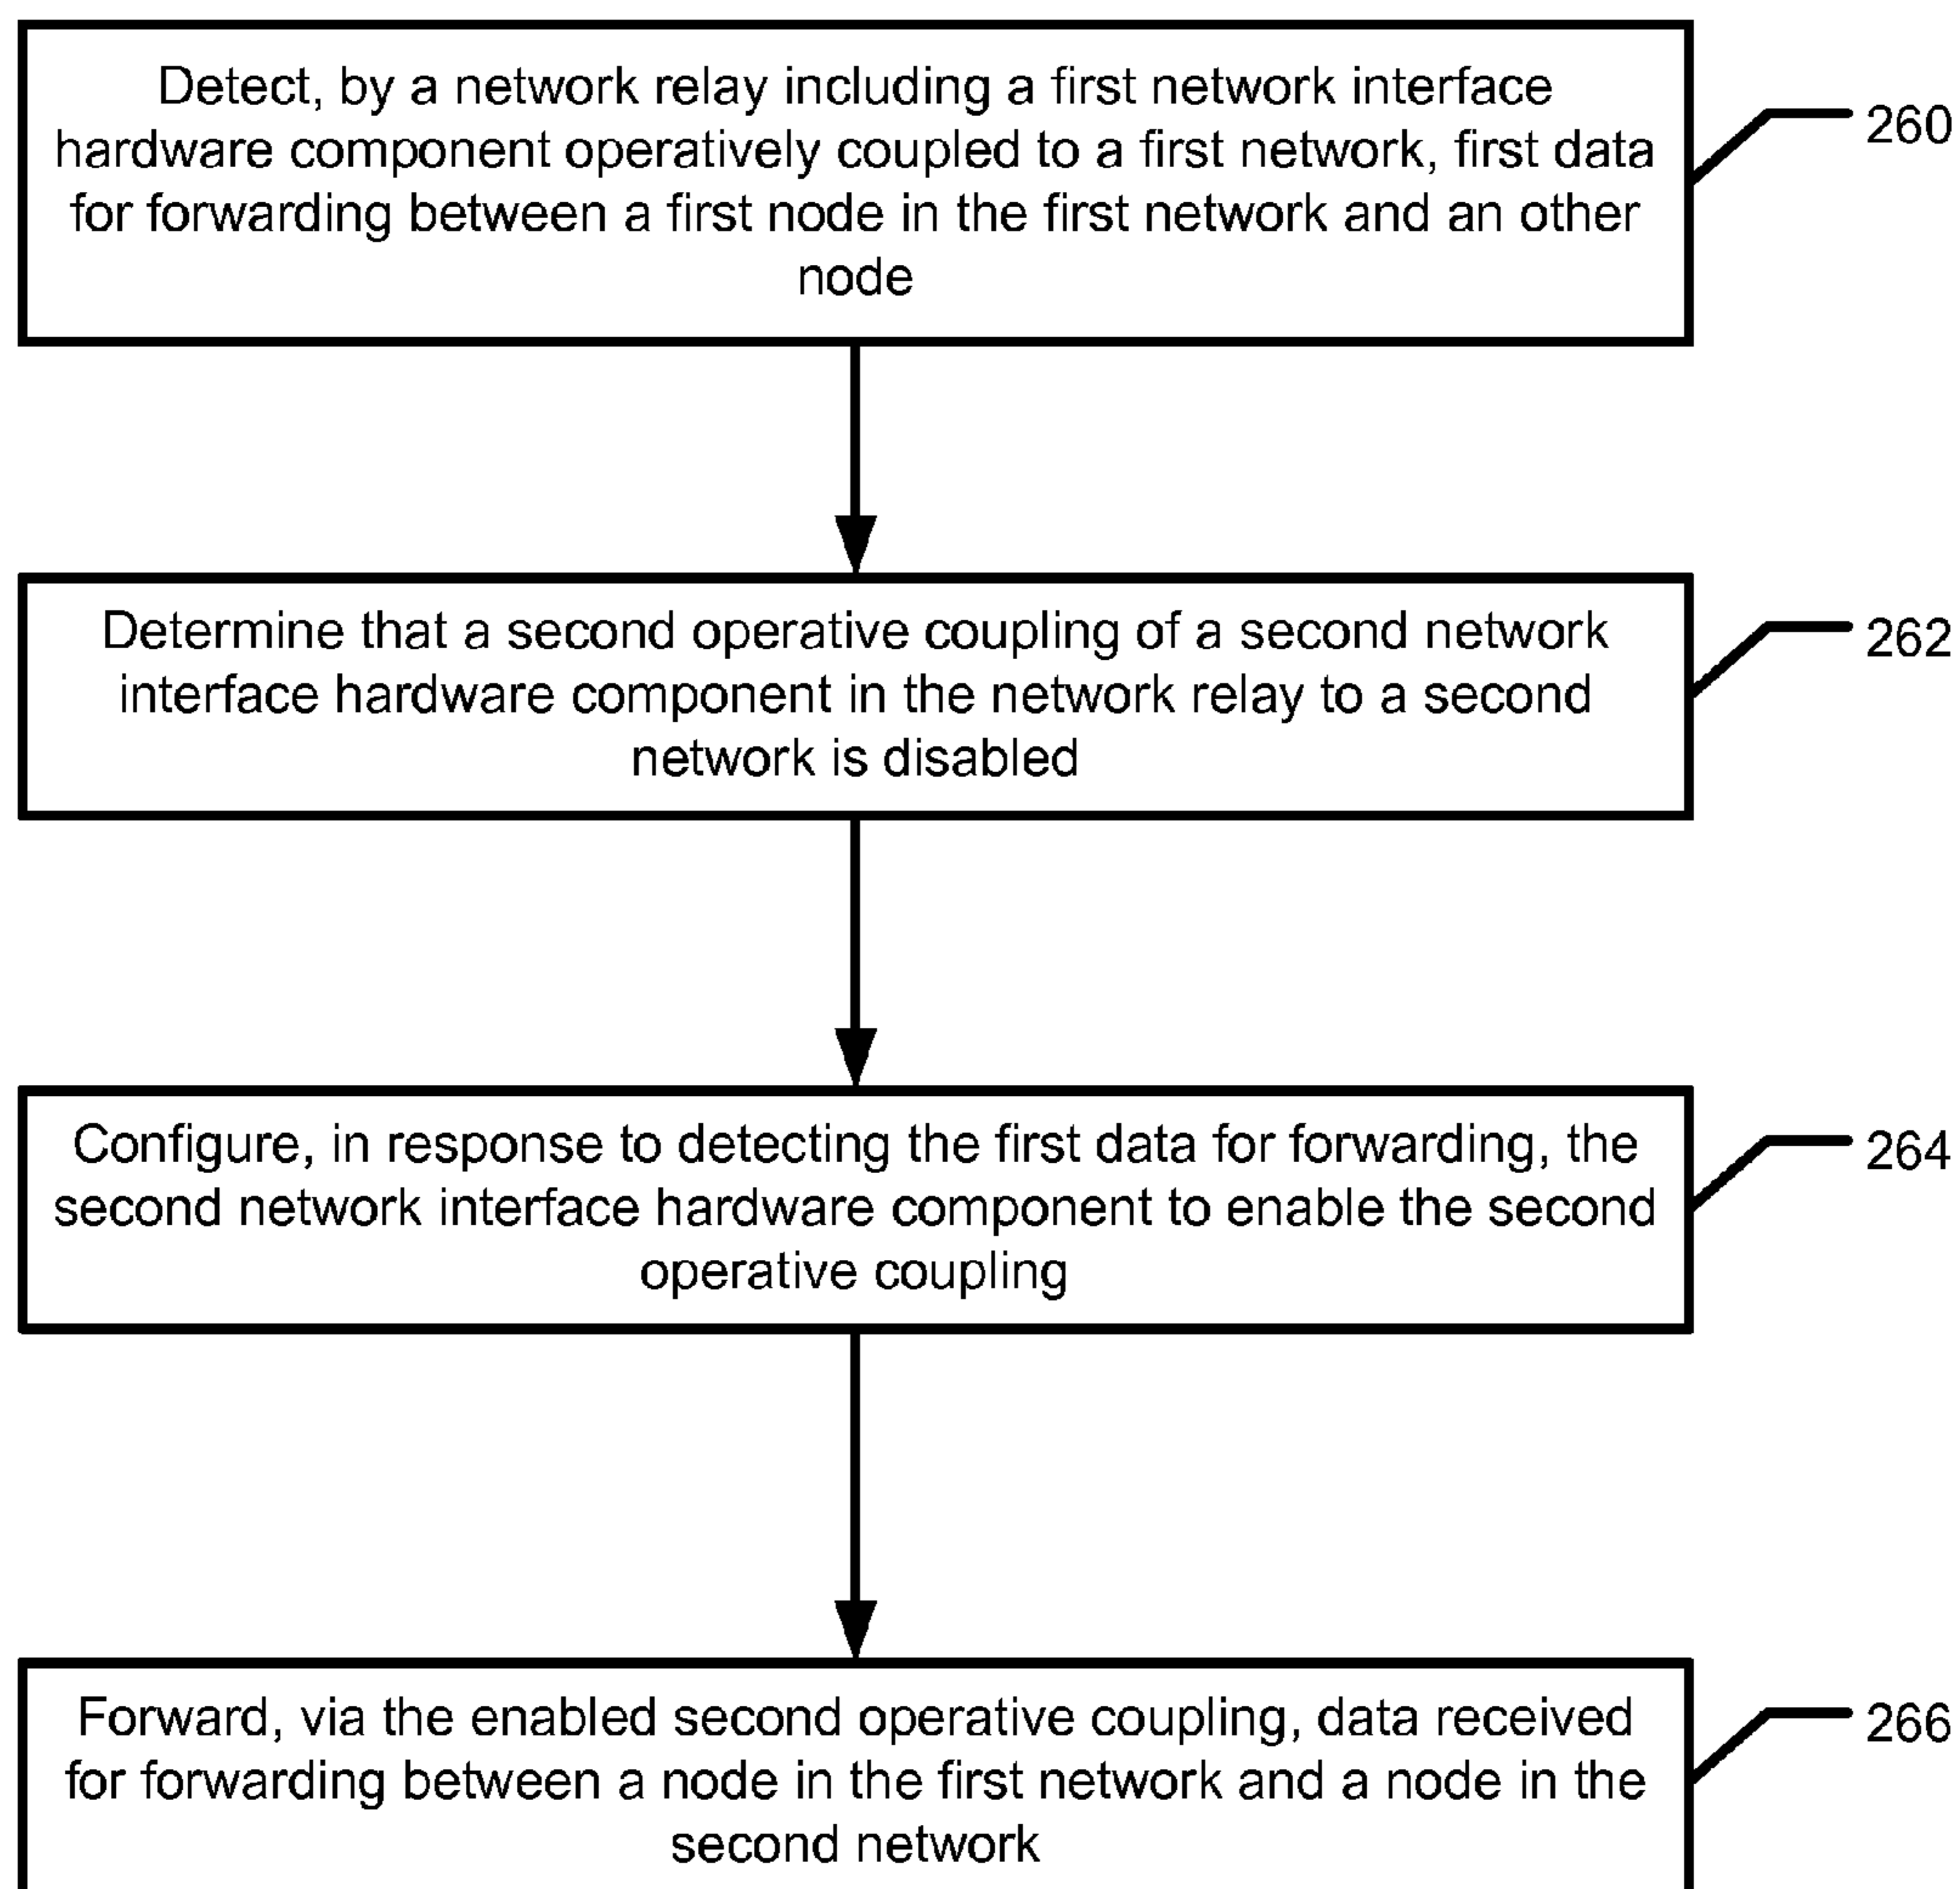 Detect, by a network relay including a first network interface
hardware component operatively coupled to a first network, first data
for forwarding between a first node in the first network and an other
node
260
Determine that a second operative coupling of a second network
interface hardware component in the network relay to a second
network is disabled
262
Configure, in response to detecting the first data for forwarding, the
second network interface hardware component to enable the second
operative coupling
264
Forward, via the enabled second operative coupling, data received
for forwarding between a node in the first network and a node in the
second network
266